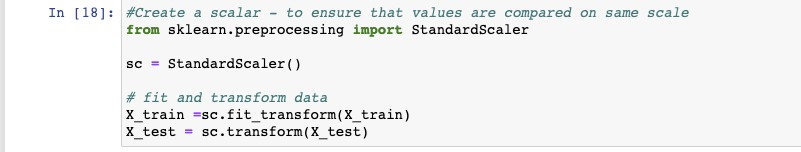 In [18]: #Create a scalar - to ensure that values are compared on same scale
from sklearn.preprocessing import StandardScaler
sc = StandardScaler()
# fit and transform data
X_train =sc.fit_transform(X_train)
X_test = sc.transform(X_test)